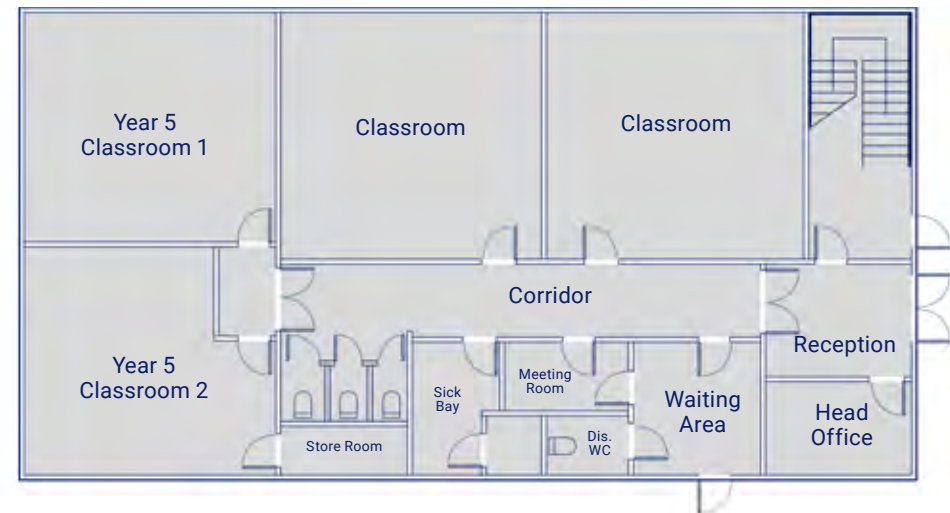 Year 5
Classroom 1
Classroom
Classroom
Corridor
Reception
Year 5
Classroom 2
Sick
Bay
Meeting
Room
Waiting
Area
Head
Office
Store Room
Dis.
WC